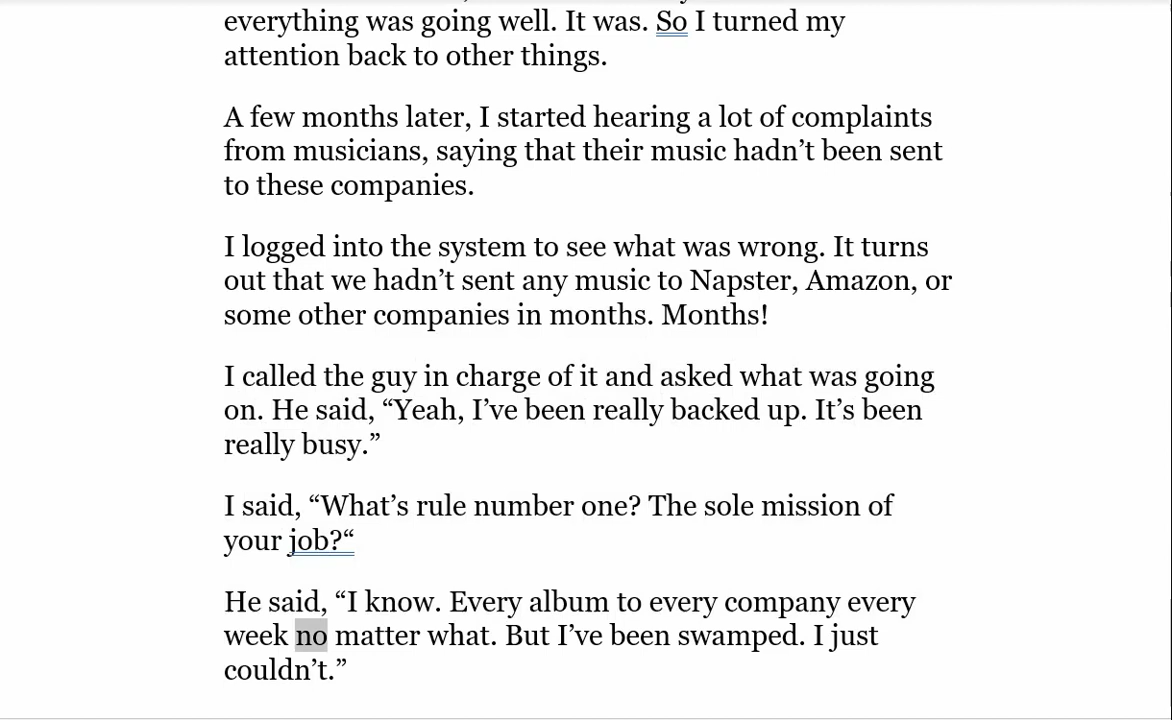 everything was going well. It was. So I turned my
attention back to other things.
A few months later, I started hearing a lot of complaints
from musicians, saying that their music hadn’t been sent
to these companies.
I logged into the system to see what was wrong. It turns
out that we hadn’t sent any music to Napster, Amazon, or
some other companies in months. Months!
I called the guy in charge of it and asked what was going
on. He said, “Yeah, I’ve been really backed up. It’s been
really busy.”
I said, “What’s rule number one? The sole mission of
your job?“
He said, “I know. Every album to every company every
week no matter what. But I’ve been swamped. I just
couldn’t.”